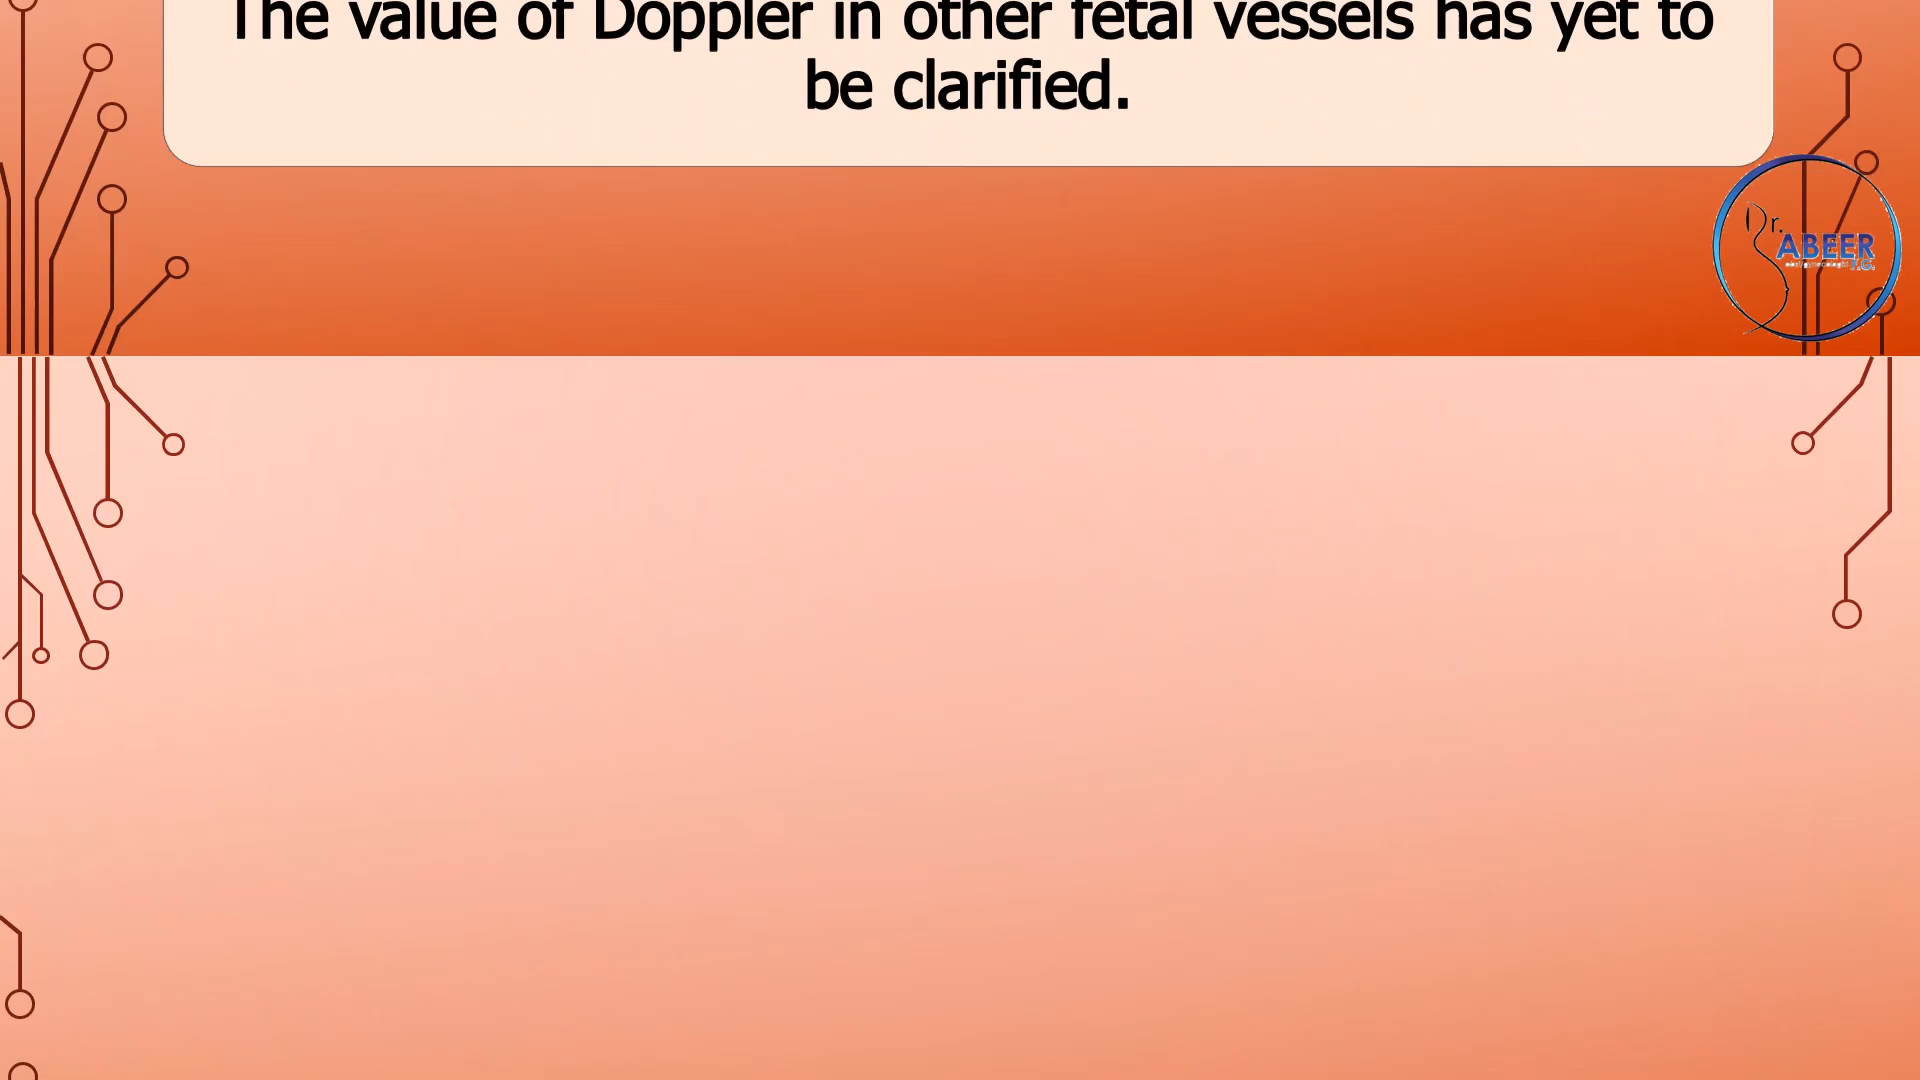 The value of Doppler in other fetal vessels has yet to
be clarified.
Dr.
ABEER
F.G.